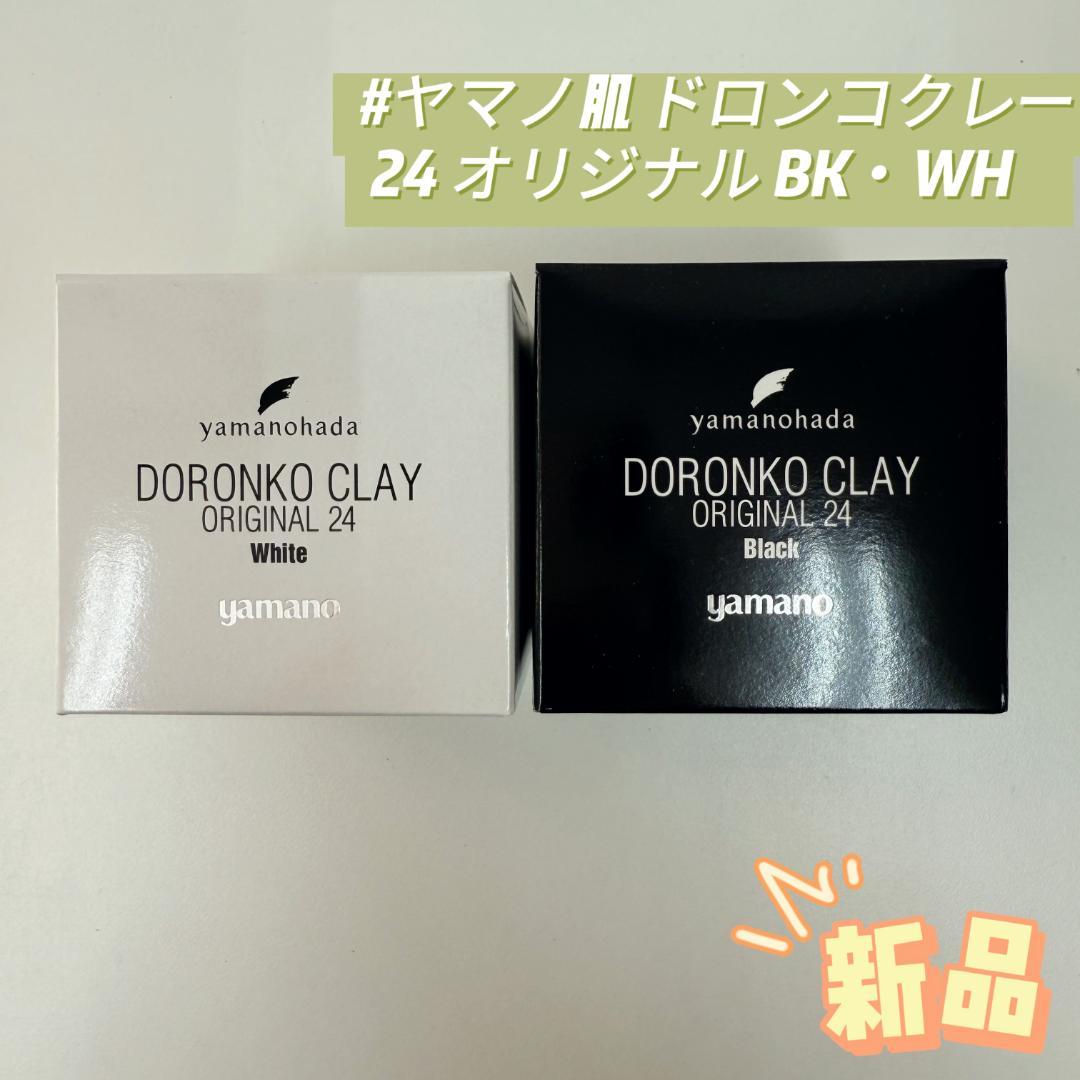 #ヤマノ肌 ドロンコクレー
24 オリジナル BK・WH
yamanohada
DORONKO CLAY
ORIGINAL 24
White
yamano
yamanohada
DORONKO CLAY
ORIGINAL 24
Black
yamano
新品